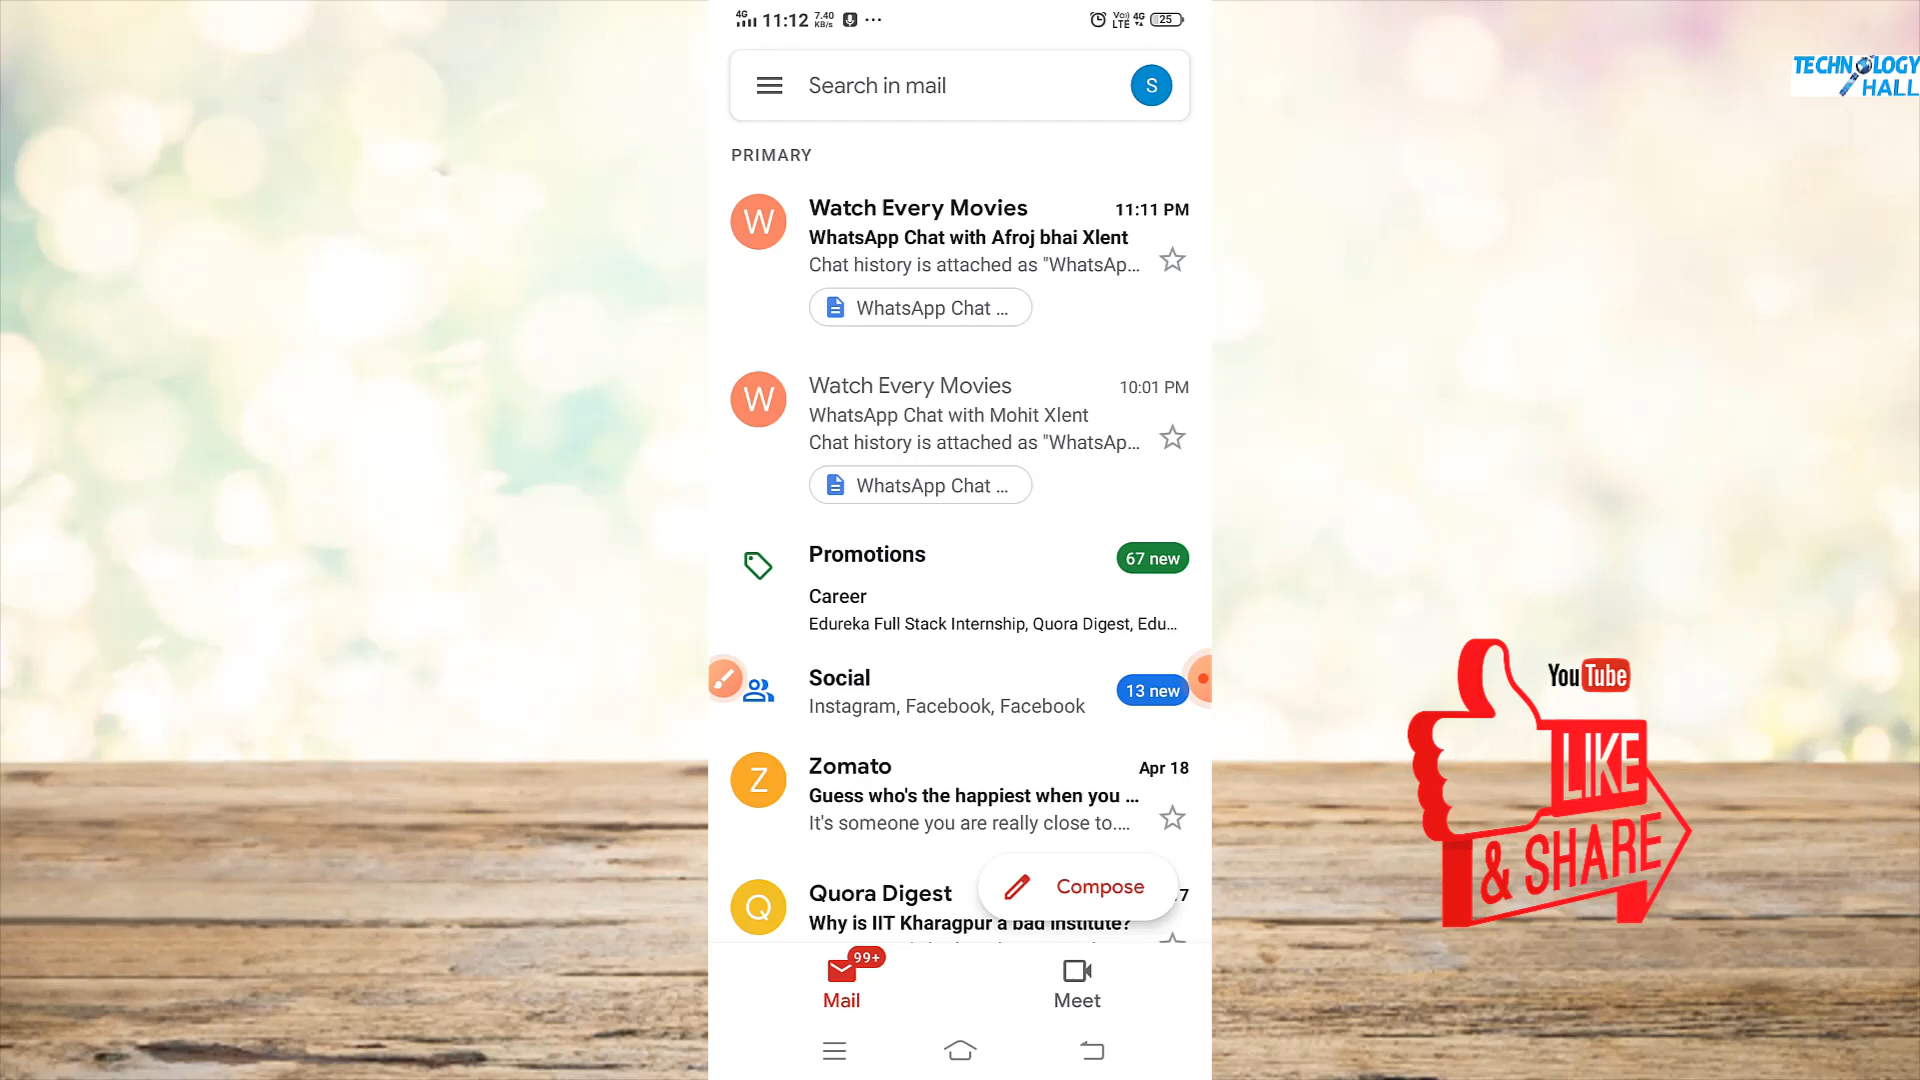 4G 11:12 7.40 KB/s ... Vo)) LTE 4G 25
Search in mail S
PRIMARY
W Watch Every Movies 11:11 PM
WhatsApp Chat with Afroj bhai Xlent
Chat history is attached as "WhatsAp...
WhatsApp Chat ...
W Watch Every Movies 10:01 PM
WhatsApp Chat with Mohit Xlent
Chat history is attached as "WhatsAp...
WhatsApp Chat ...
Promotions 67 new
Career
Edureka Full Stack Internship, Quora Digest, Edu...
Social 13 new
Instagram, Facebook, Facebook
Z Zomato Apr 18
Guess who's the happiest when you ...
It's someone you are really close to....
Compose
Q Quora Digest 7
Why is IIT Kharagpur a bad institute?
99+
Mail Meet
TECHNOLOGY
HALL
YouTube
LIKE
& SHARE